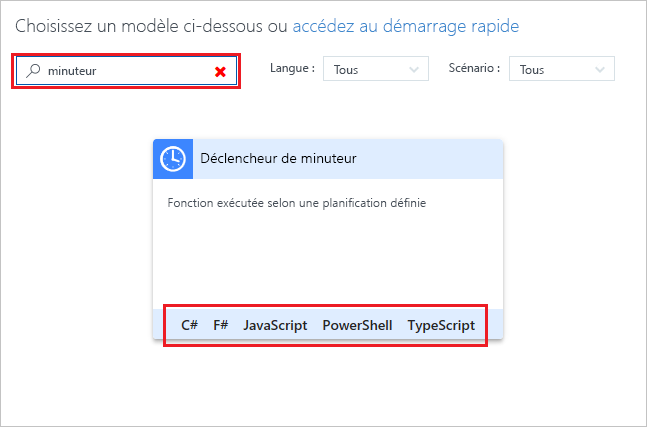 Choisissez un modèle ci-dessous ou accédez au démarrage rapide
minuteur
Langue : Tous
Scénario : Tous
Déclencheur de minuteur
Fonction exécutée selon une planification définie
C# F# JavaScript PowerShell TypeScript